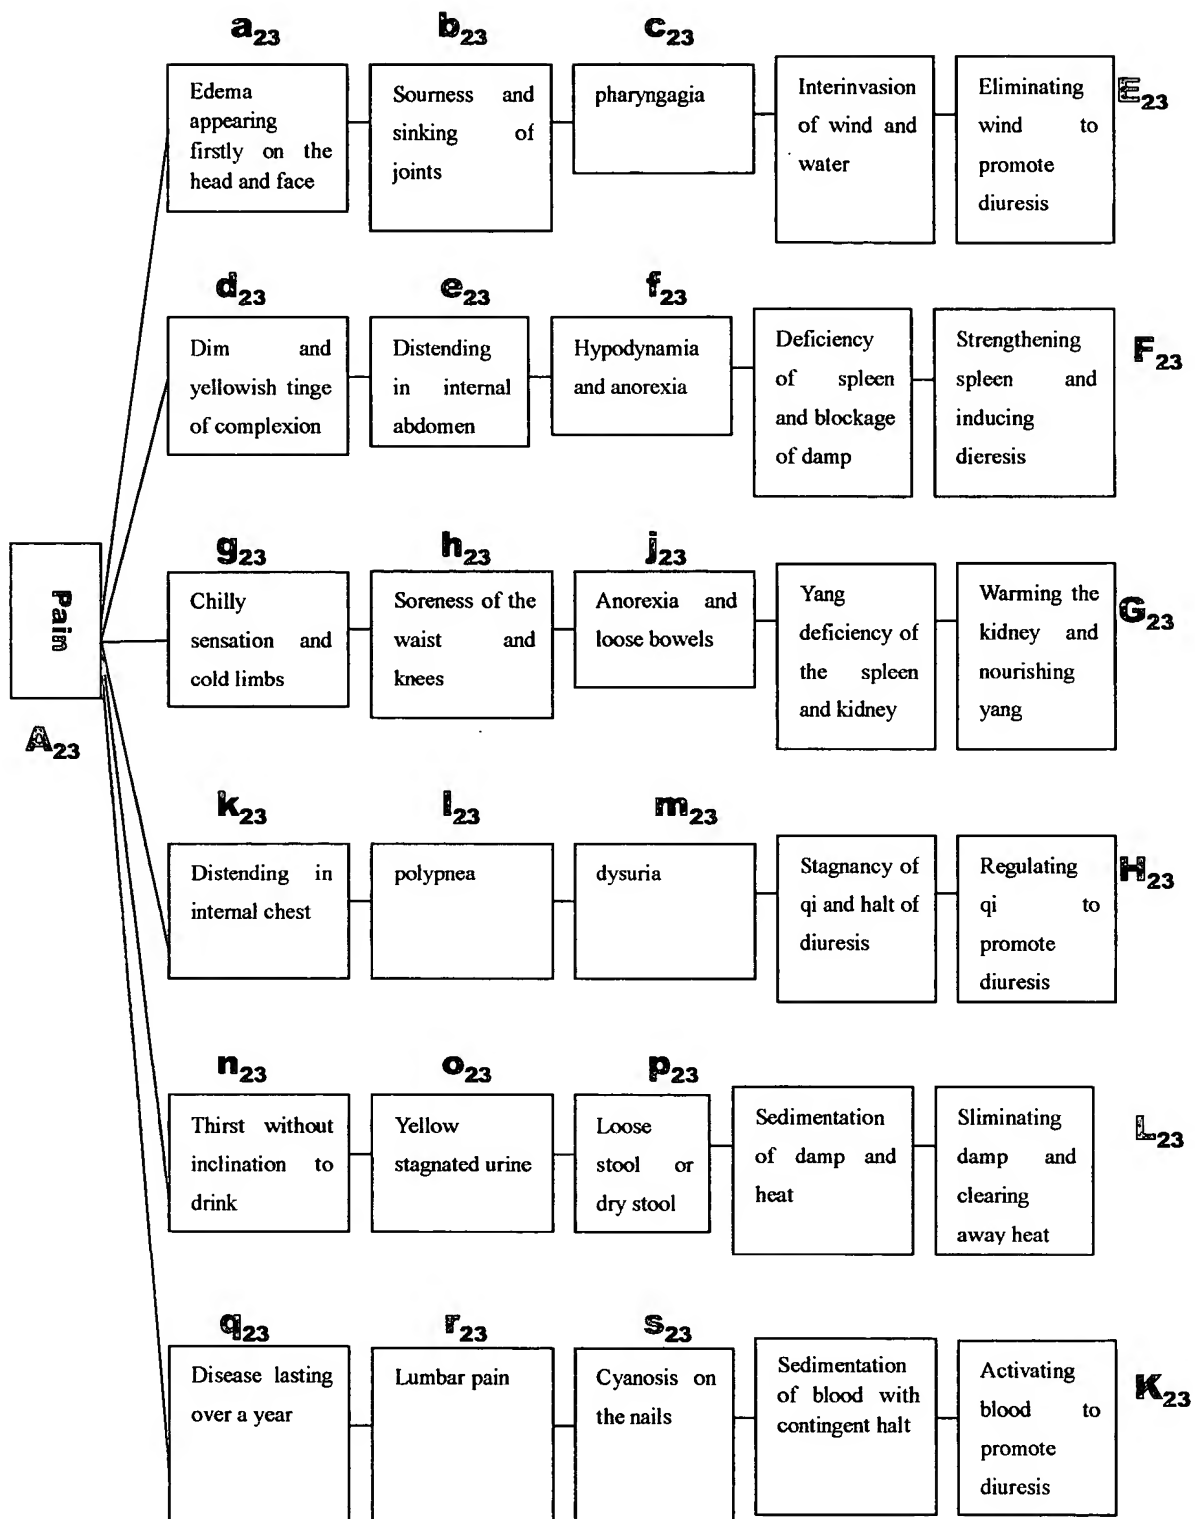 a23
b23
c23
Edema
appearing
firstly on the
head and face
Sourness and
sinking of
joints
pharyngagia
Interinvasion
of wind and
water
Eliminating
wind to
promote
diuresis
E23
d23
e23
f23
Dim and
yellowish tinge
of complexion
Distending
in internal
abdomen
Hypodynamia
and anorexia
Deficiency
of spleen
and blockage
of damp
Strengthening
spleen and
inducing
dieresis
F23
Pain
A23
g23
h23
j23
Chilly
sensation and
cold limbs
Soreness of the
waist and
knees
Anorexia and
loose bowels
Yang
deficiency of
the spleen
and kidney
Warming the
kidney and
nourishing
yang
G23
k23
l23
m23
Distending in
internal chest
polypnea
dysuria
Stagnancy of
qi and halt of
diuresis
Regulating
qi to
promote
diuresis
H23
n23
o23
p23
Thirst without
inclination to
drink
Yellow
stagnated urine
Loose
stool or
dry stool
Sedimentation
of damp and
heat
Sliminating
damp and
clearing
away heat
L23
q23
r23
s23
Disease lasting
over a year
Lumbar pain
Cyanosis on
the nails
Sedimentation
of blood with
contingent halt
Activating
blood to
promote
diuresis
K23